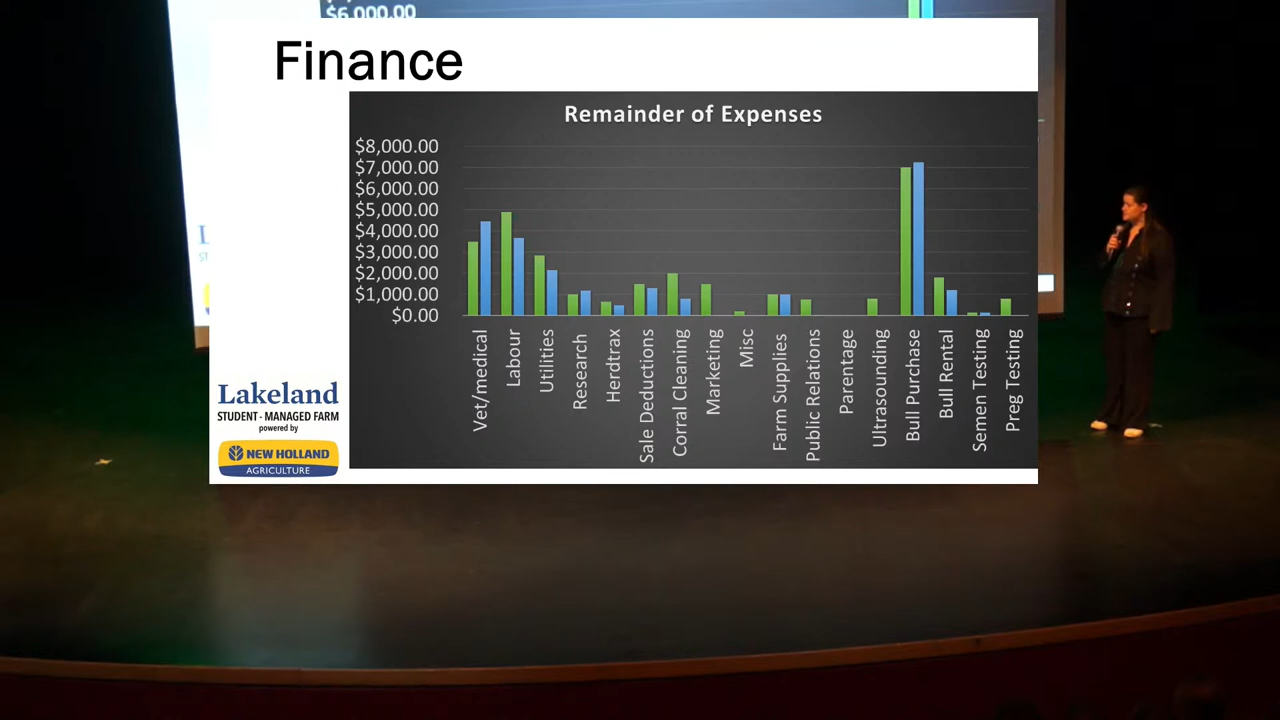 $6,000.00
Finance
Remainder of Expenses
$8,000.00
$7,000.00
$6,000.00
$5,000.00
$4,000.00
$3,000.00
$2,000.00
$1,000.00
$0.00
Vet/medical
Labour
Utilities
Research
Herdtrax
Sale Deductions
Corral Cleaning
Marketing
Misc
Farm Supplies
Public Relations
Parentage
Ultrasounding
Bull Purchase
Bull Rental
Semen Testing
Preg Testing
Lakeland
STUDENT-MANAGED FARM
powered by
NEW HOLLAND
AGRICULTURE